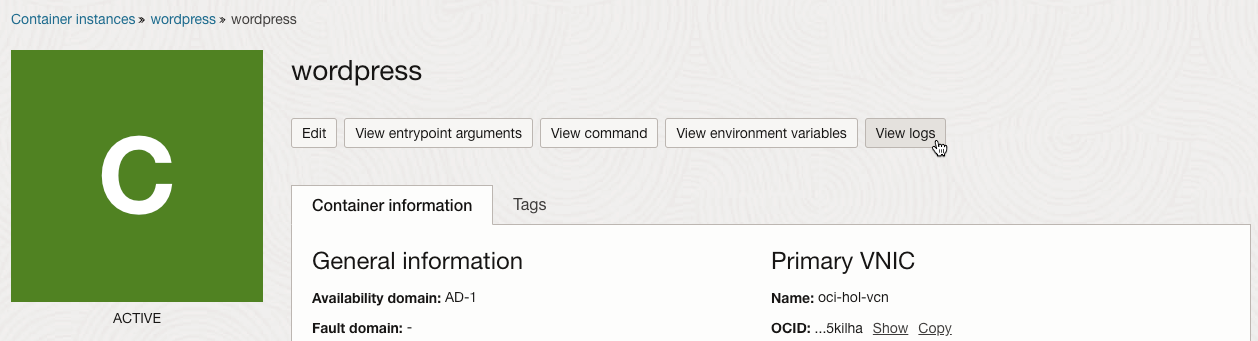 Container instances » wordpress » wordpress
C
ACTIVE
wordpress
Edit View entrypoint arguments View command View environment variables View logs
Container information Tags
General information
Availability domain: AD-1
Fault domain: -
Primary VNIC
Name: oci-hol-vcn
OCID: ...5kilha Show Copy